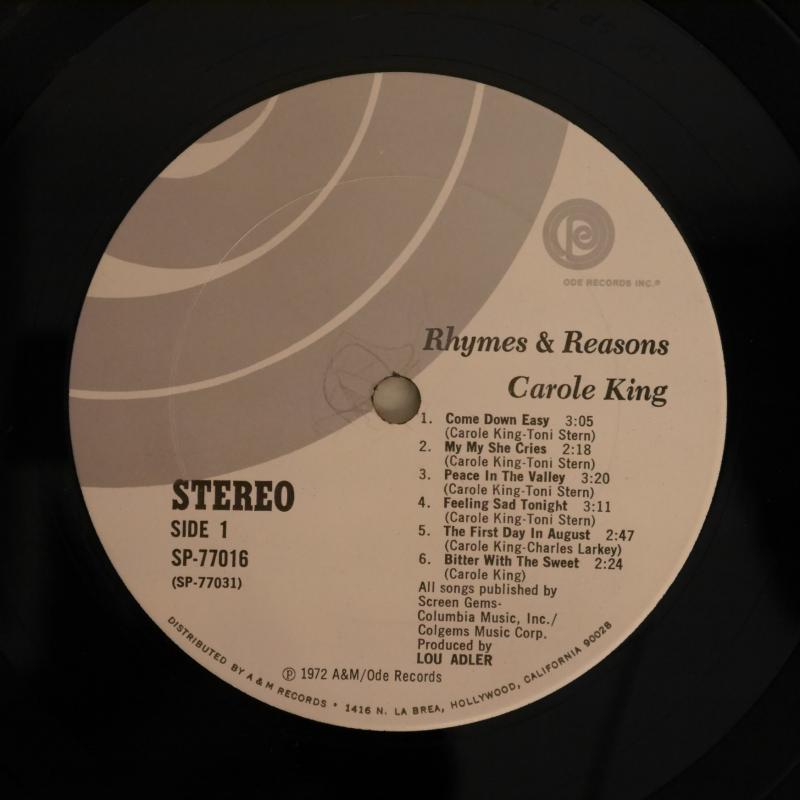 ODE RECORDS INC.®
Rhymes & Reasons
Carole King
1. Come Down Easy 3:05
(Carole King-Toni Stern)
2. My My She Cries 2:18
(Carole King-Toni Stern)
3. Peace In The Valley 3:20
(Carole King-Toni Stern)
4. Feeling Sad Tonight 3:11
(Carole King-Toni Stern)
5. The First Day In August 2:47
(Carole King-Charles Larkey)
6. Bitter With The Sweet 2:24
(Carole King)
All songs published by
Screen Gems-
Columbia Music, Inc./
Colgems Music Corp.
Produced by
LOU ADLER
STEREO
SIDE 1
SP-77016
(SP-77031)
℗ 1972 A&M/Ode Records
DISTRIBUTED BY A & M RECORDS • 1416 N. LA BREA, HOLLYWOOD, CALIFORNIA 90028